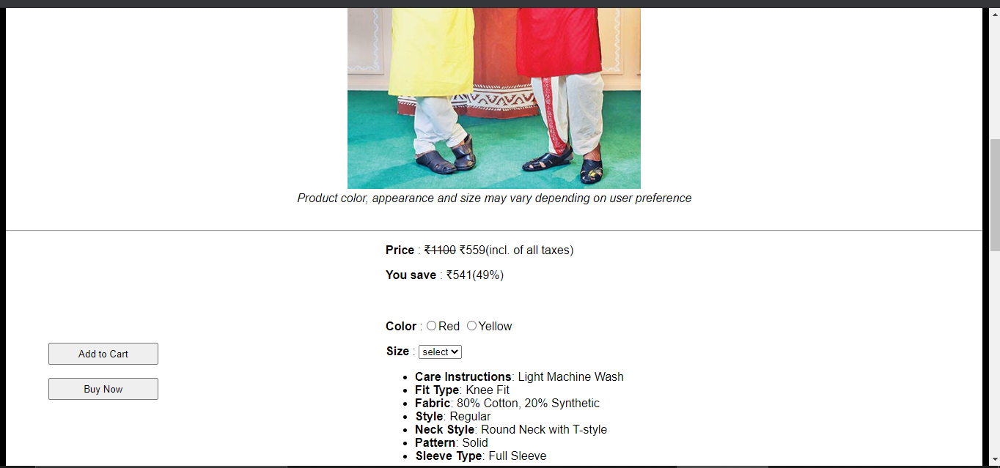 Product color, appearance and size may vary depending on user preference
Price : ₹1100 ₹559(incl. of all taxes)
You save : ₹541(49%)
Color : Red Yellow
Size : select
Add to Cart
Buy Now
Care Instructions: Light Machine Wash
Fit Type: Knee Fit
Fabric: 80% Cotton, 20% Synthetic
Style: Regular
Neck Style: Round Neck with T-style
Pattern: Solid
Sleeve Type: Full Sleeve